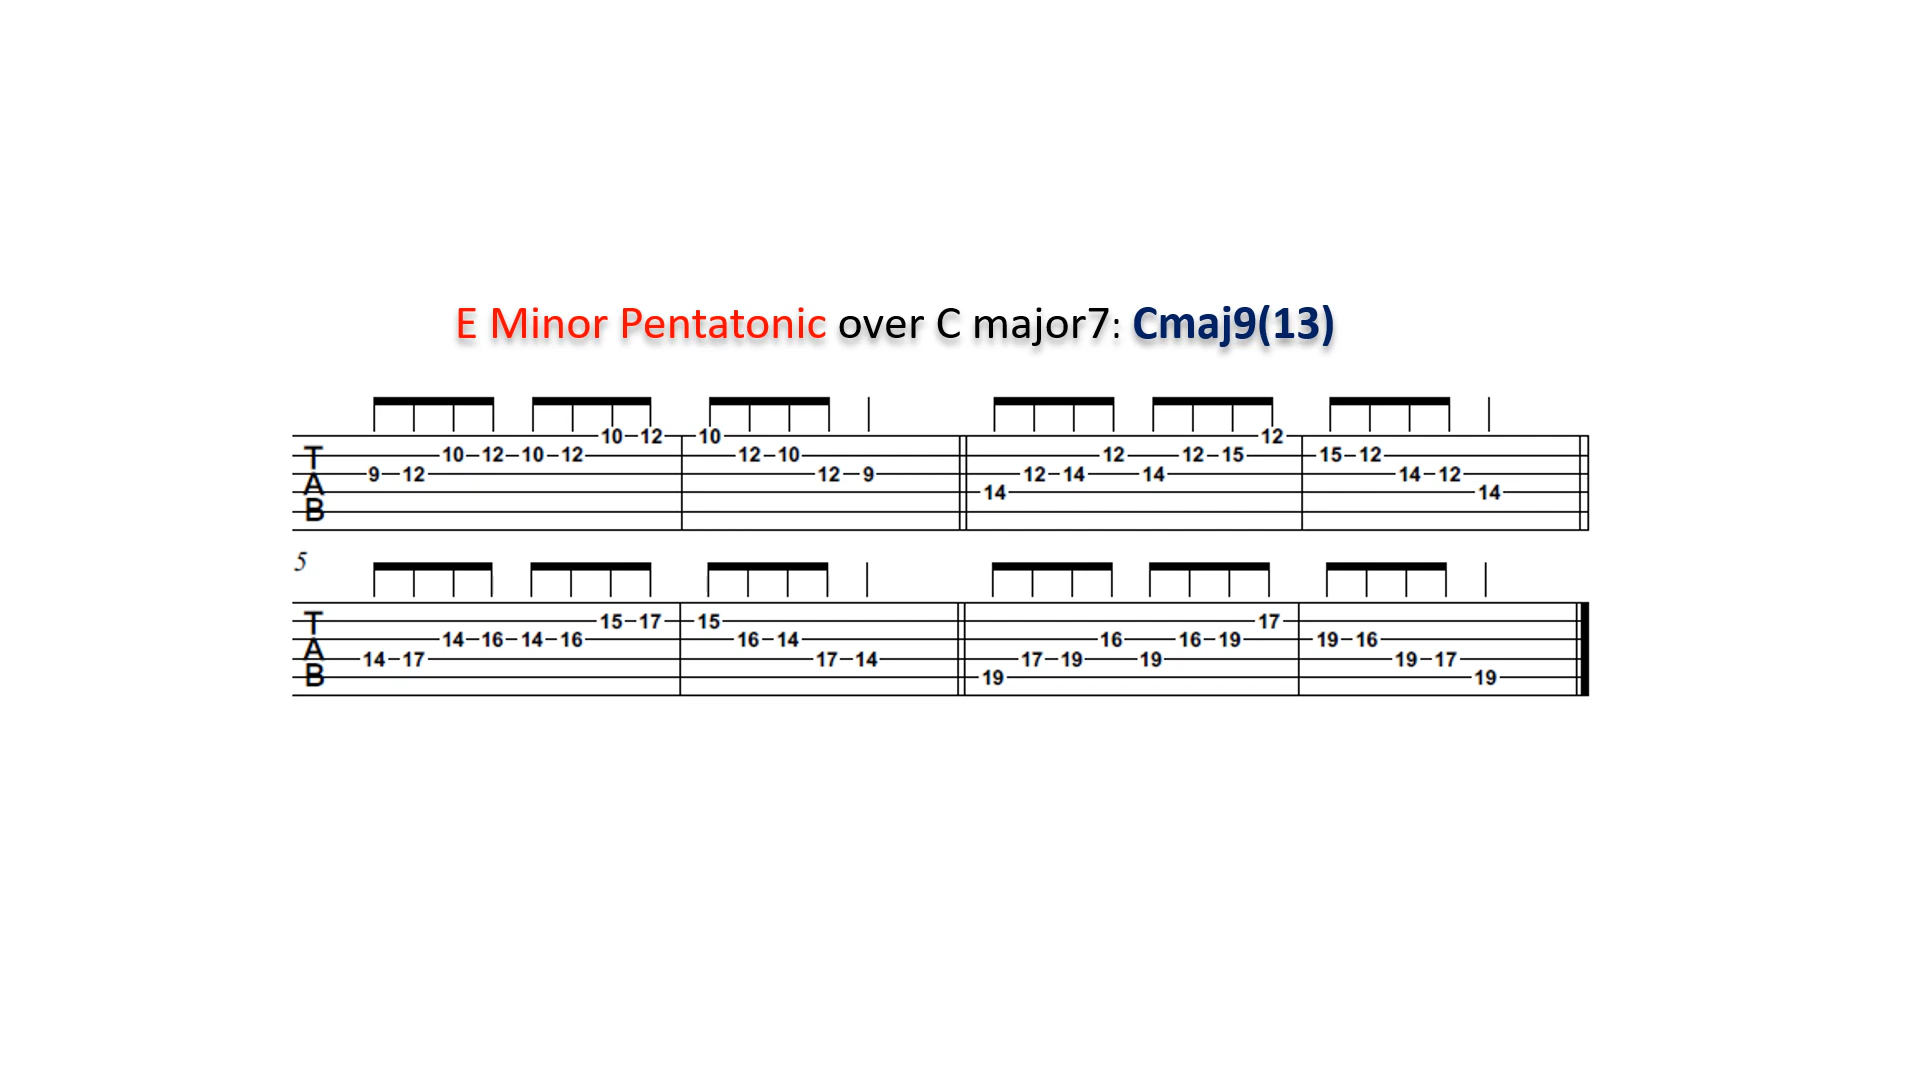 E Minor Pentatonic over C major7: Cmaj9(13)
10 12 10
10 12 10 12 12 10 12 12 15 12 15 12
9 12 12 9 12 14 14 14 12
14 14
T
A
B
5
15 17 15 17
14 16 14 16 16 14 16 16 19 19 16
14 17 17 14 17 19 19 19 17
19 19
T
A
B